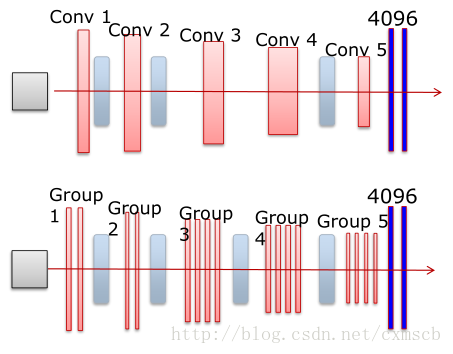 Conv 1
Conv 2
Conv 3
Conv 4
Conv 5
4096
Group
1
Group
2
Group
3
Group
4
Group 5
4096
http://blog.csdn.net/cxmscb